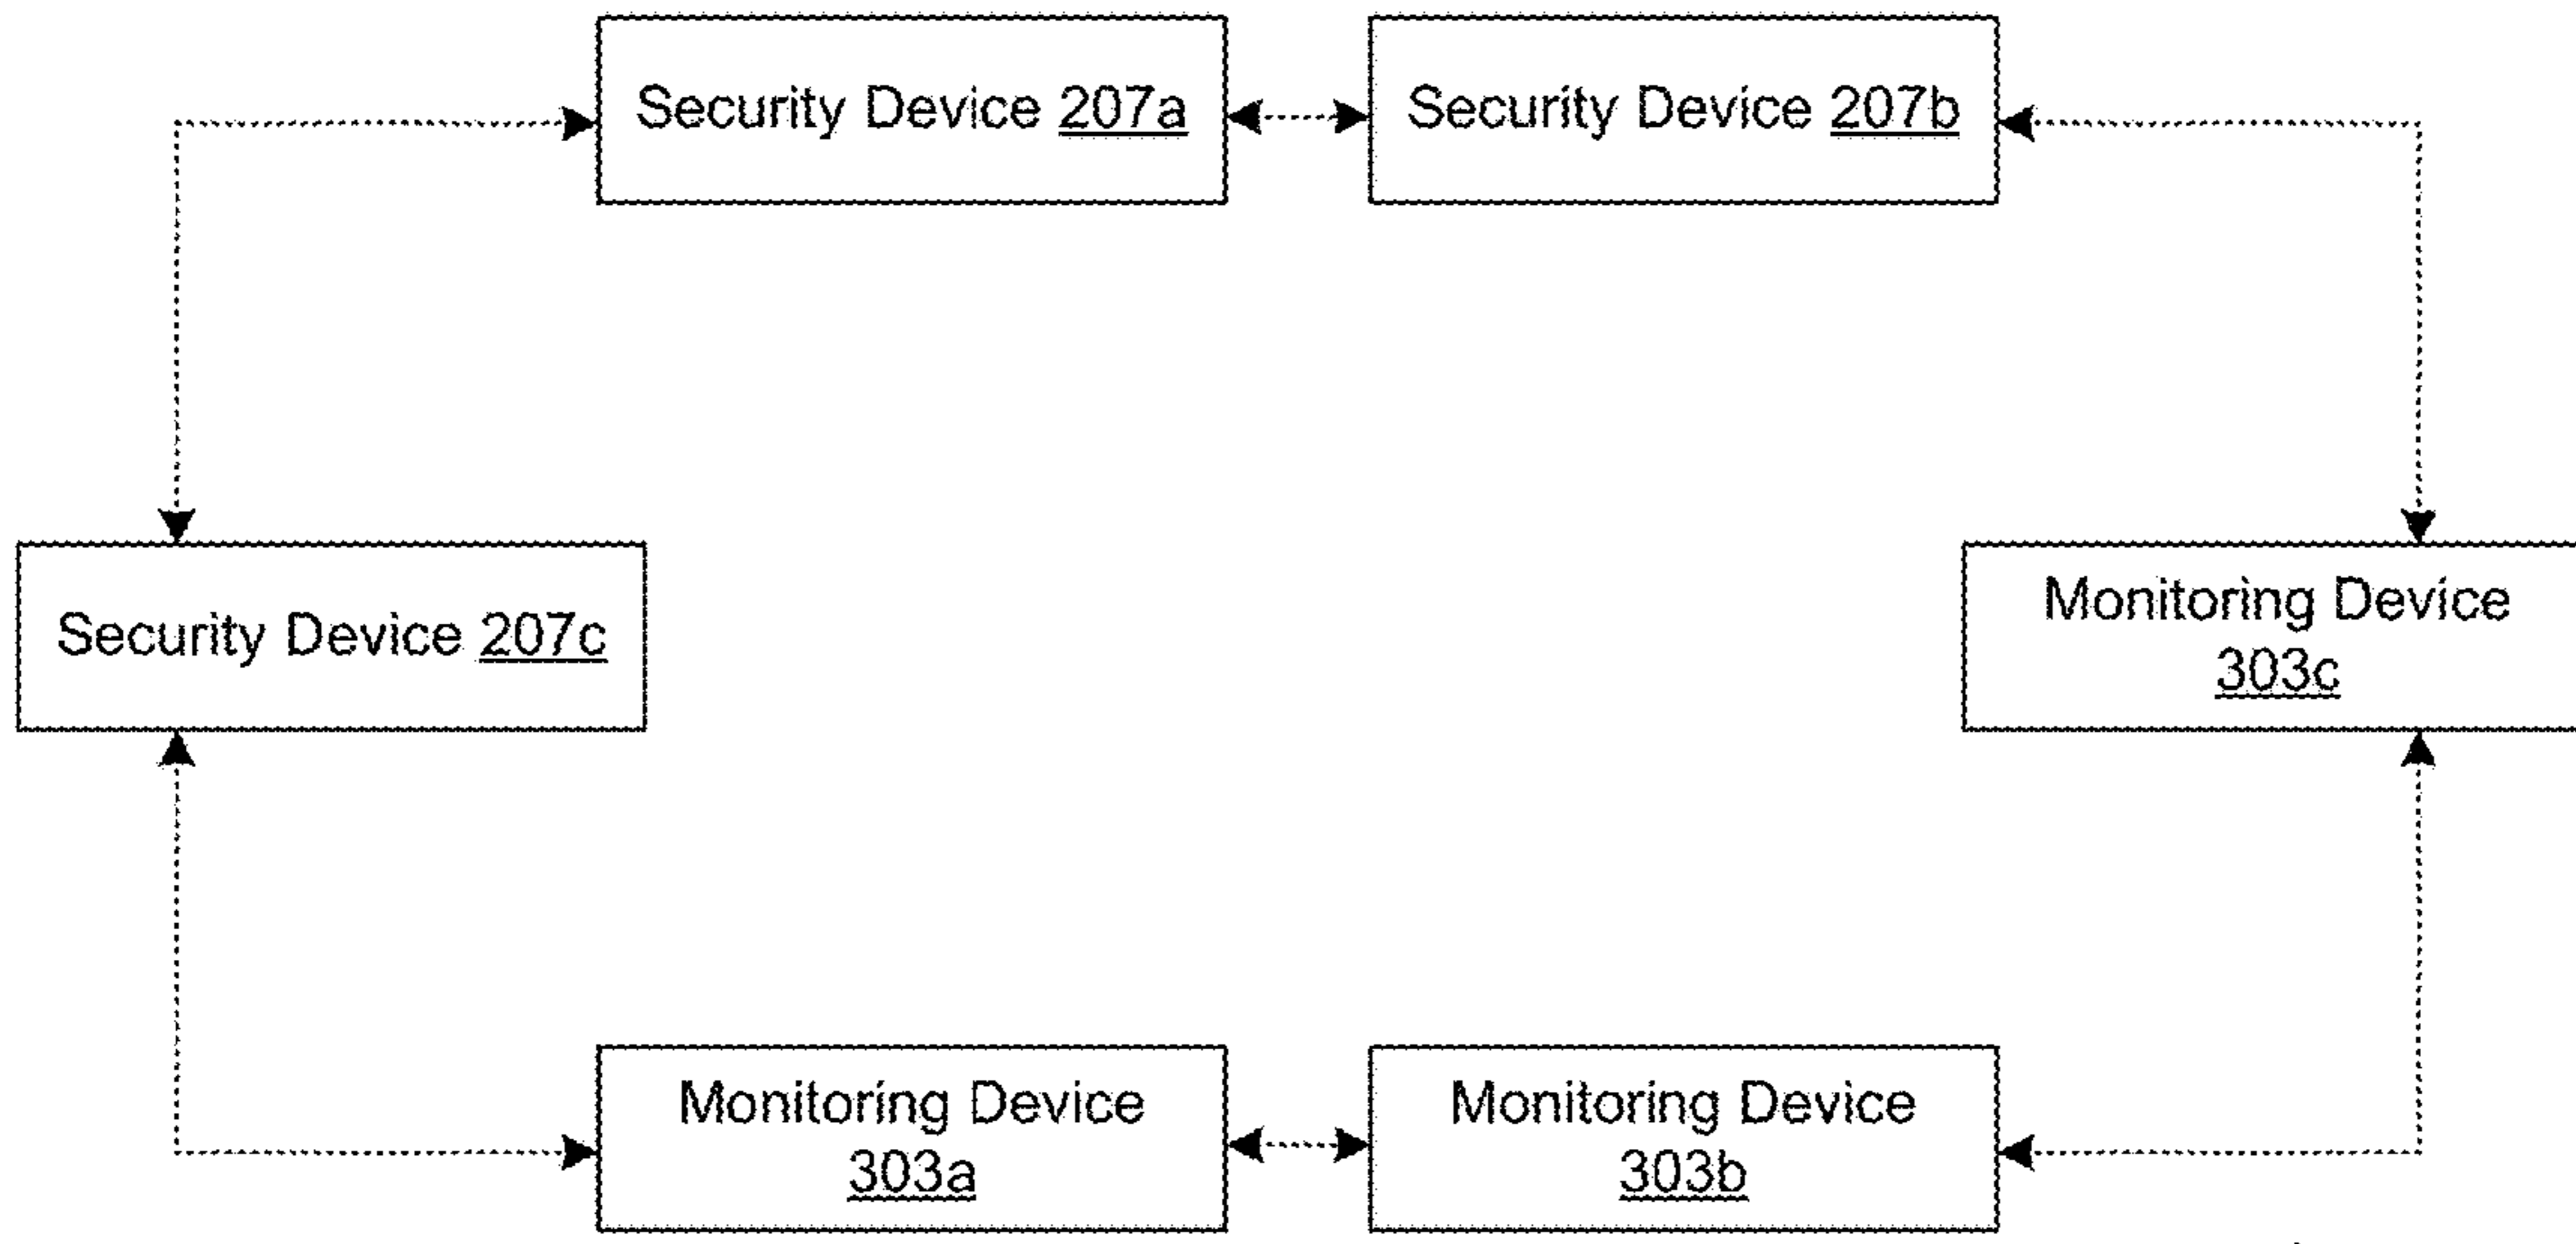 Security Device 207a
Security Device 207b
Security Device 207c
Monitoring Device
303c
Monitoring Device
303a
Monitoring Device
303b